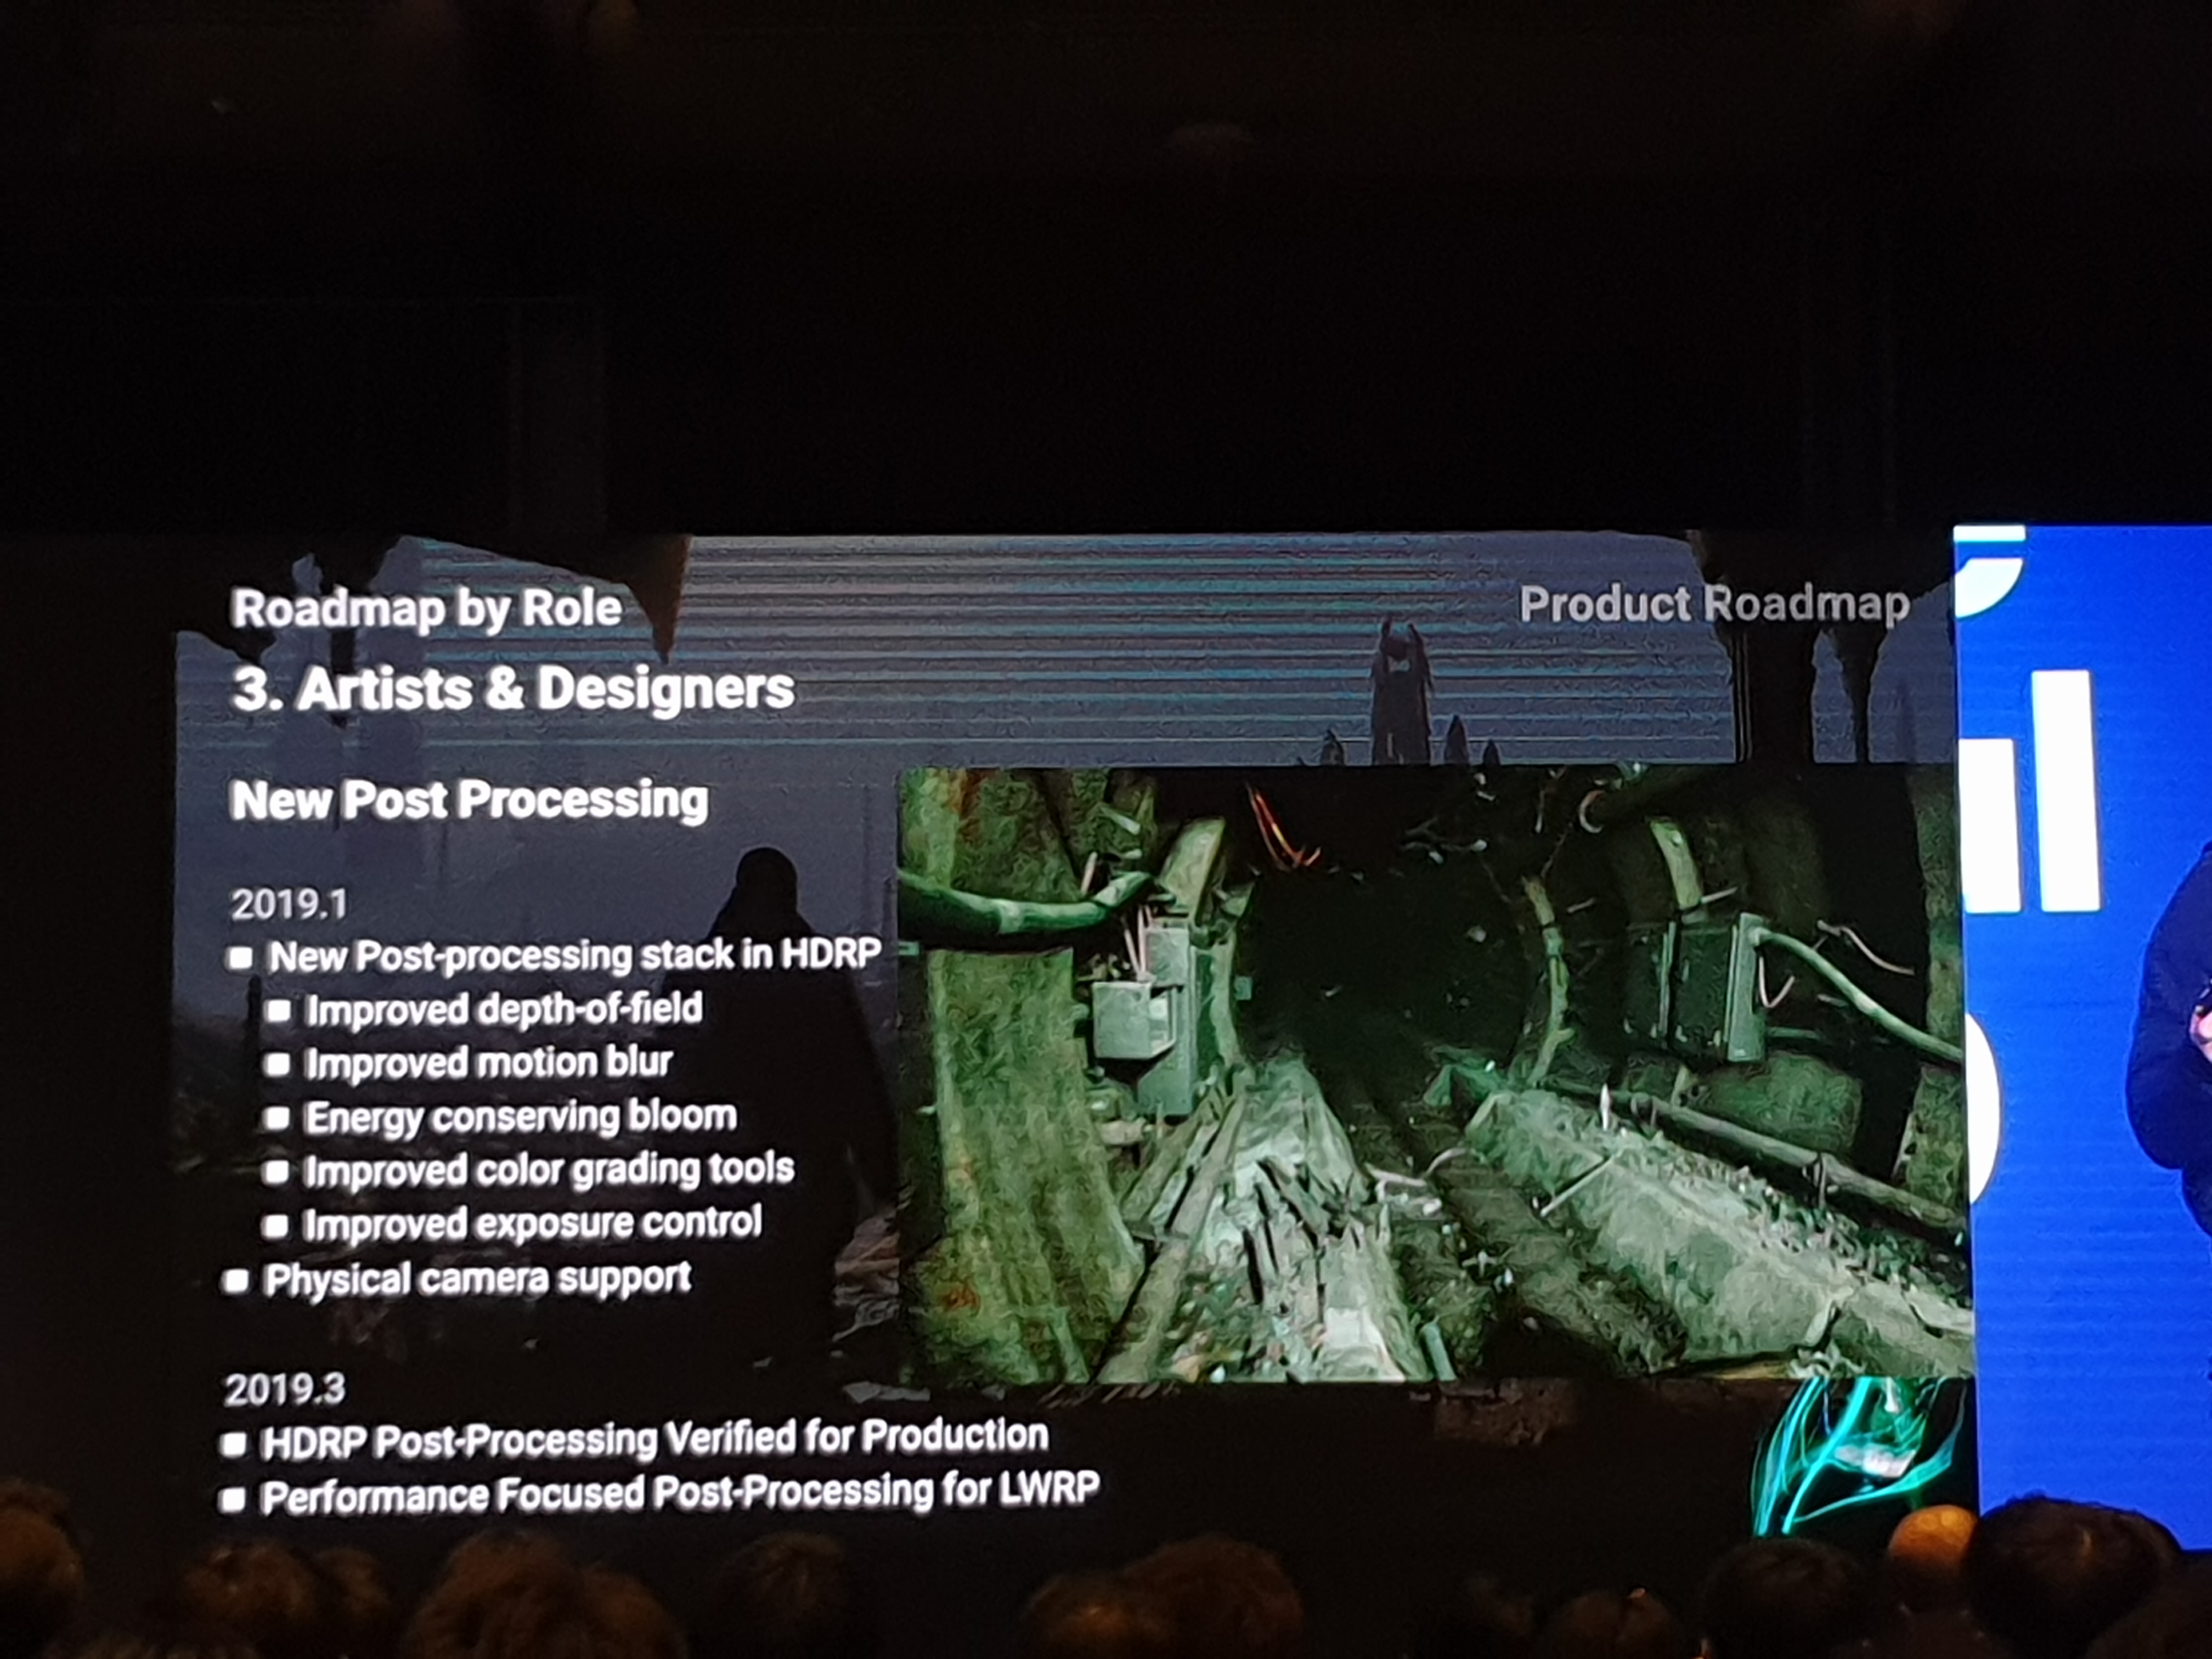 Roadmap by Role
Product Roadmap
3. Artists & Designers
New Post Processing
2019.1
New Post-processing stack in HDRP
Improved depth-of-field
Improved motion blur
Energy conserving bloom
Improved color grading tools
Improved exposure control
Physical camera support
2019.3
HDRP Post-Processing Verified for Production
Performance Focused Post-Processing for LWRP